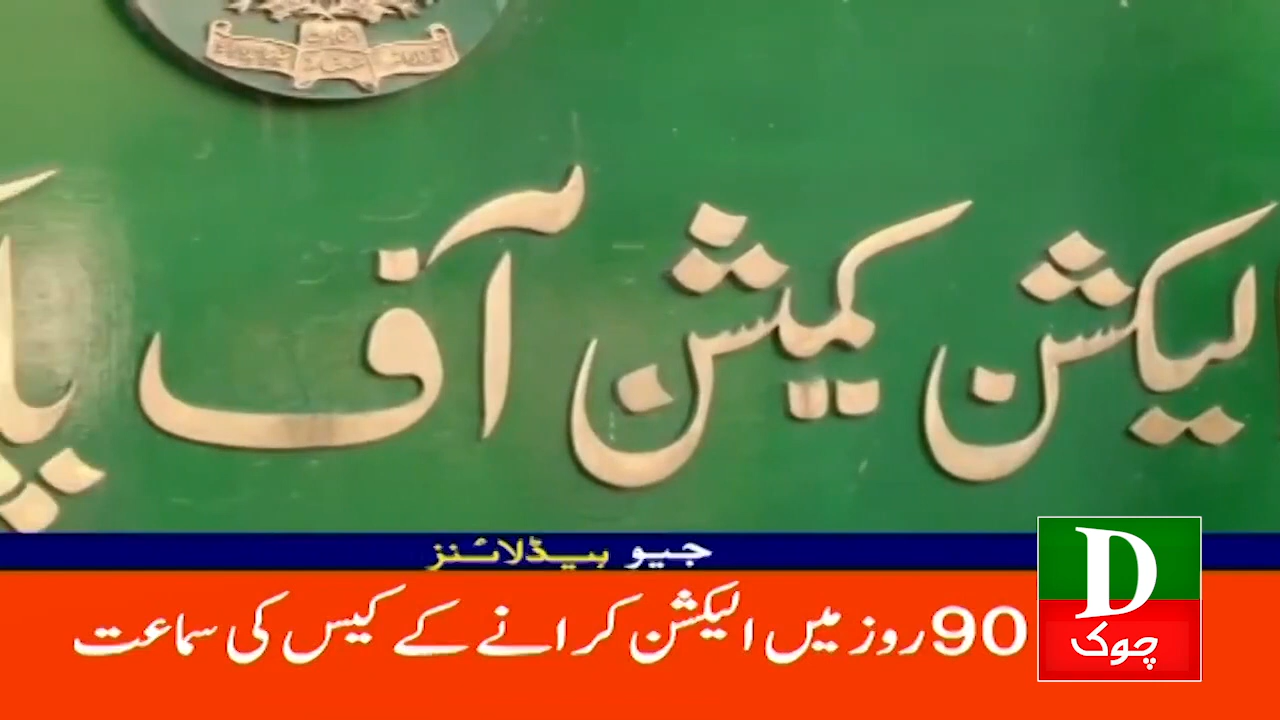 الیکشن کمیشن آف پا
جیو ہیڈلائنز
90 روز میں الیکشن کرانے کے کیس کی سماعت
D
چوک